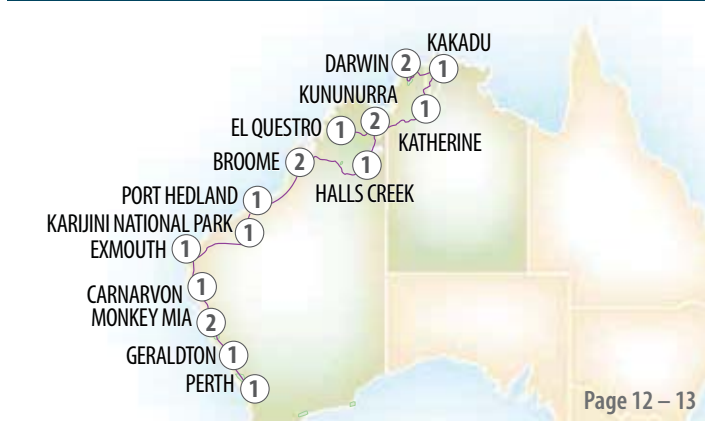 KAKADU
1
DARWIN 2
KUNUNURRA
2
EL QUESTRO 1
1
KATHERINE
BROOME 2
1
HALLS CREEK
PORT HEDLAND 1
KARIJINI NATIONAL PARK 1
EXMOUTH 1
CARNARVON 1
MONKEY MIA 2
GERALDTON 1
PERTH 1
Page 12 – 13